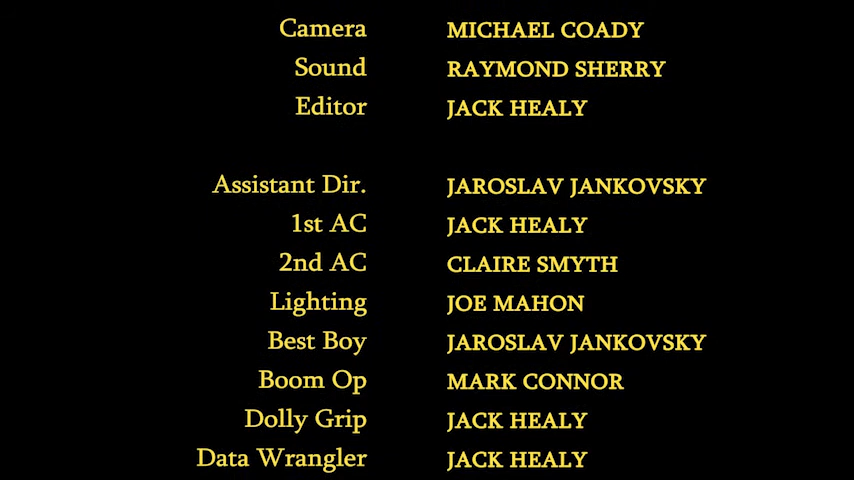 Camera MICHAEL COADY
Sound RAYMOND SHERRY
Editor JACK HEALY
Assistant Dir. JAROSLAV JANKOVSKY
1st AC JACK HEALY
2nd AC CLAIRE SMYTH
Lighting JOE MAHON
Best Boy JAROSLAV JANKOVSKY
Boom Op MARK CONNOR
Dolly Grip JACK HEALY
Data Wrangler JACK HEALY